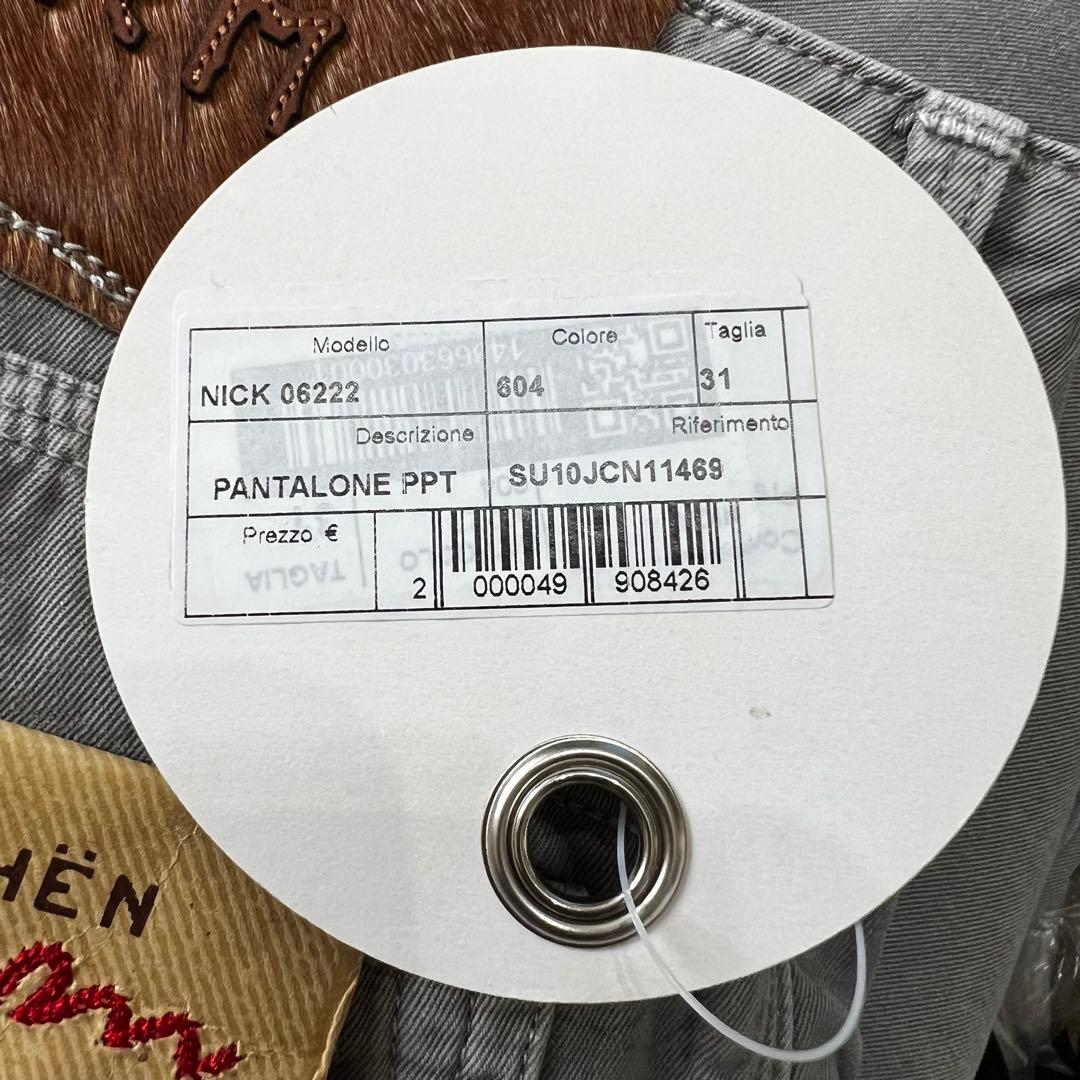 Modello Colore Taglia
NICK 06222 604 31
Descrizione Riferimento
PANTALONE PPT SU10JCN11469
Prezzo €
2 000049 908426
TAGLIA
HËN